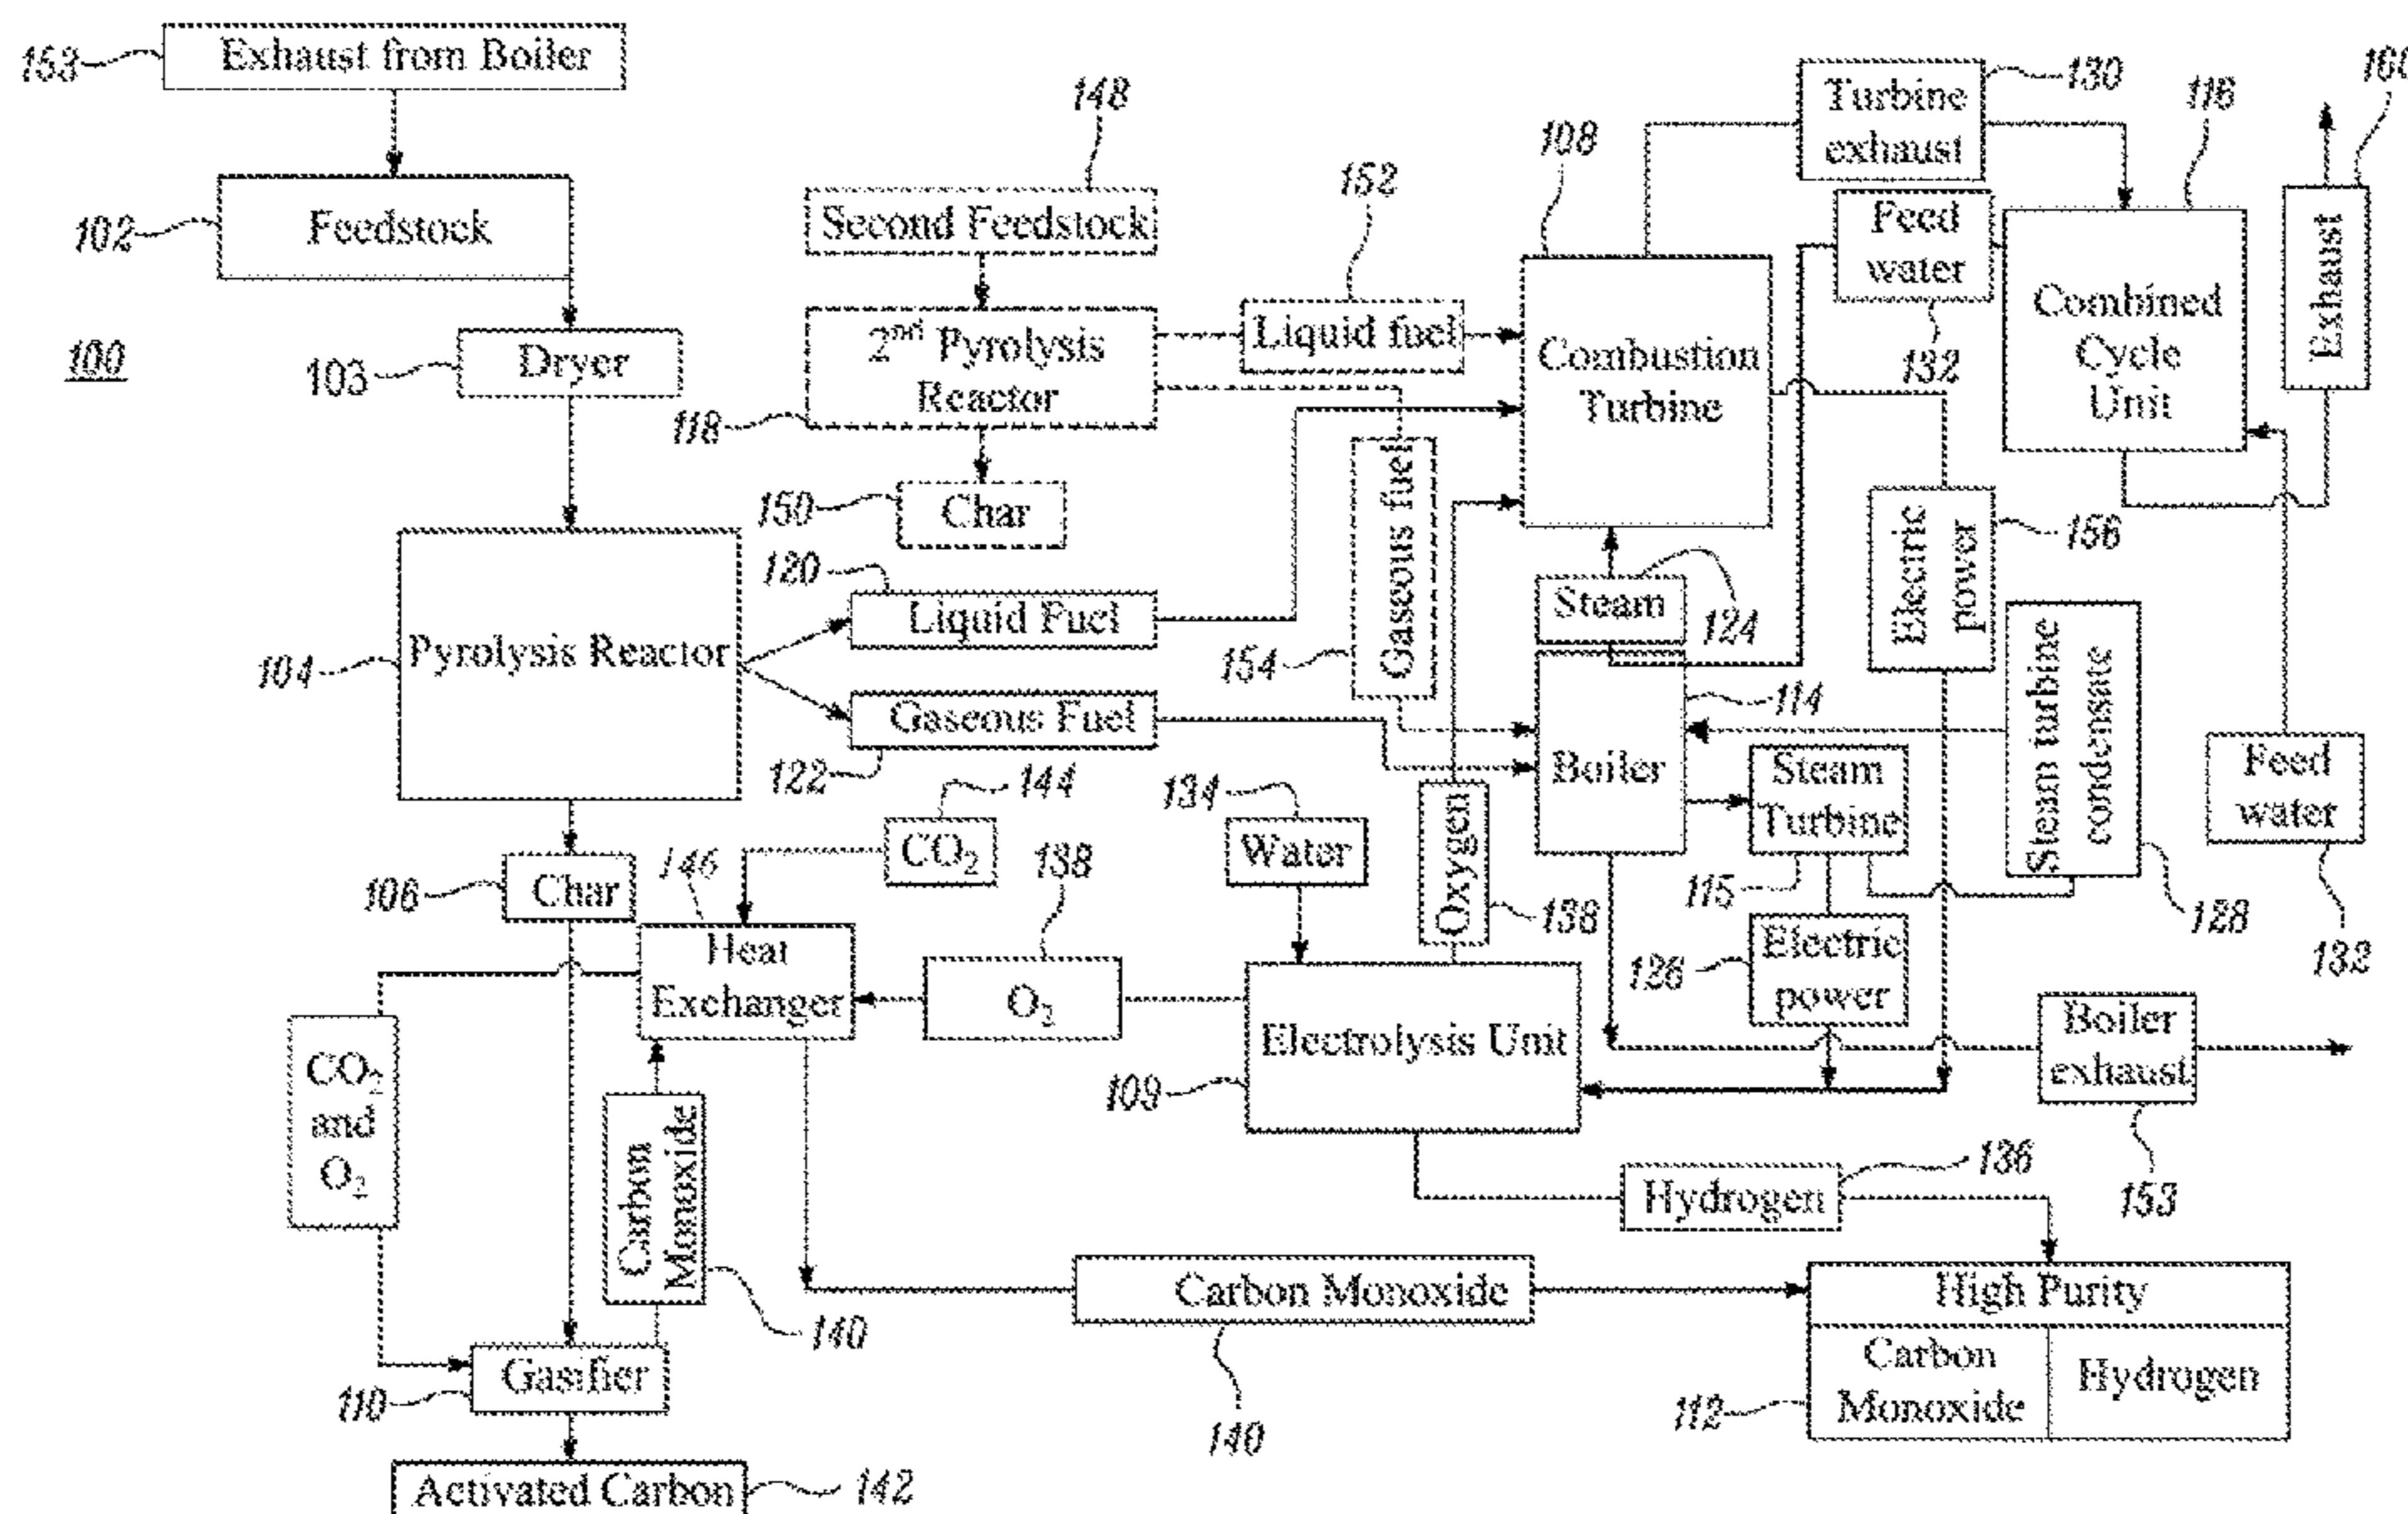 153
Exhaust from Boiler
102
Feedstock
100
103
Dryer
148
Second Feedstock
2nd Pyrolysis
Reactor
118
150
Char
152
Liquid fuel
108
Combustion
Turbine
130
Turbine
exhaust
Feed
water
132
116
Combined
Cycle
Unit
160
Exhaust
104
Pyrolysis Reactor
120
Liquid Fuel
Gaseous Fuel
122
154
Gaseous fuel
Steam
124
114
Boiler
Electric
power
156
Steam turbine
condensate
128
Feed
water
132
Steam
Turbine
115
Electric
power
126
106
Char
146
Heat
Exchanger
144
CO2
138
O2
134
Water
Oxygen
138
Electrolysis Unit
109
Boiler
exhaust
153
CO2
and
O2
Carbon
Monoxide
140
Hydrogen
136
Carbon Monoxide
140
High Purity
Carbon
Monoxide
Hydrogen
112
Gasifier
110
Activated Carbon
142